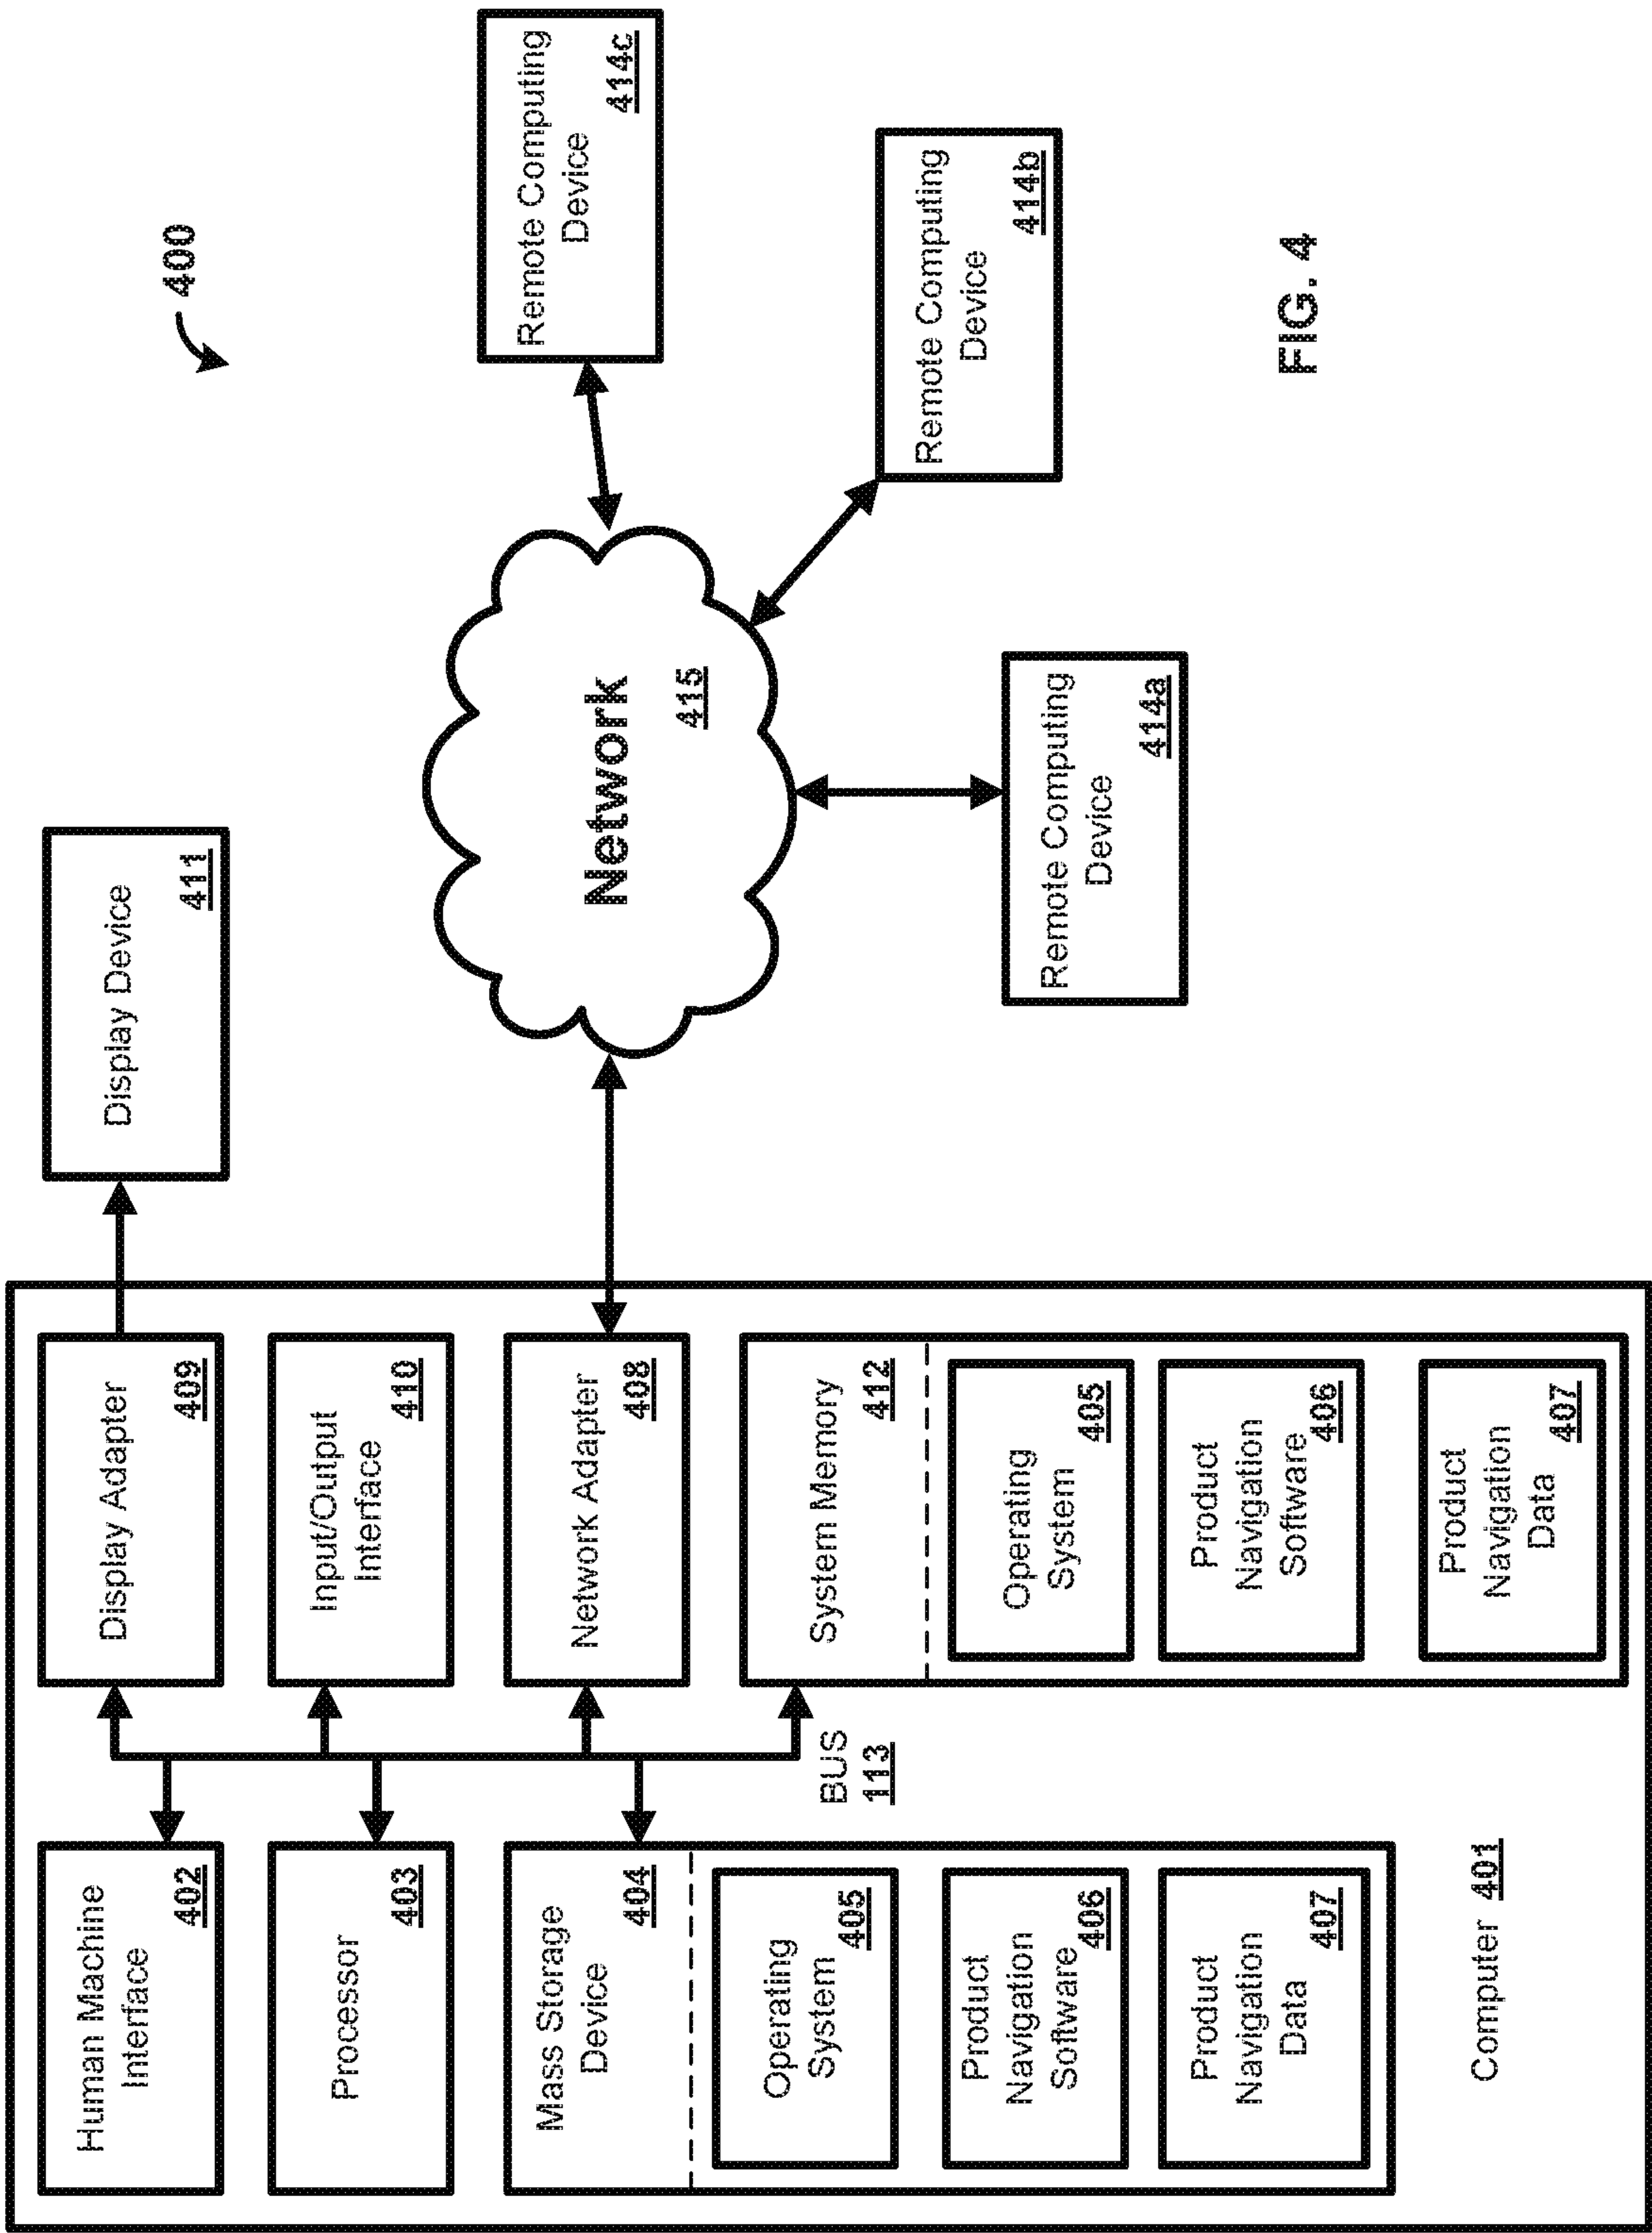 400
Human Machine
Interface
402
Processor
403
Mass Storage
Device
404
Operating
System
405
Product
Navigation
Software
406
Product
Navigation
Data
407
Computer 401
BUS
113
Display Adapter
409
Input/Output
Interface
410
Network Adapter
408
System Memory
412
Operating
System
405
Product
Navigation
Software
406
Product
Navigation
Data
407
Display Device
411
Network
415
Remote Computing
Device
414a
Remote Computing
Device
414b
Remote Computing
Device
414c
FIG. 4